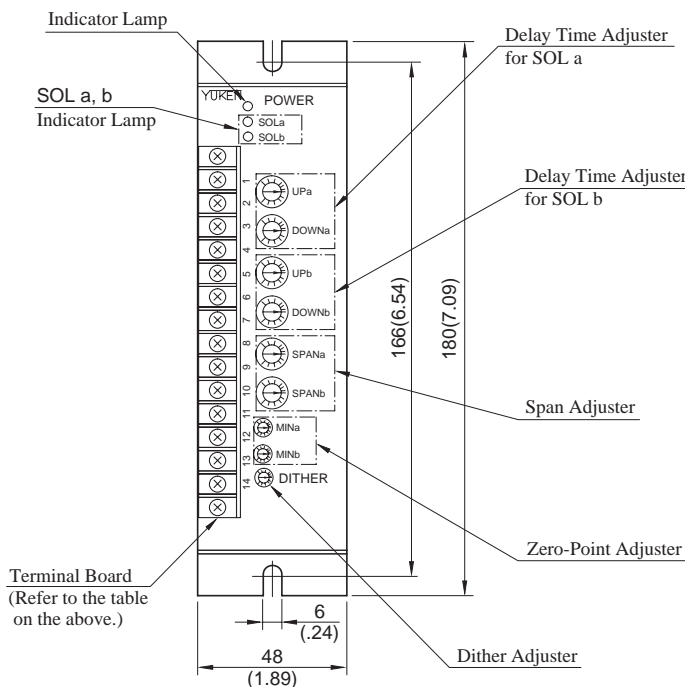 Indicator Lamp
Delay Time Adjuster
for SOL a
YUKEN
POWER
SOL a, b
Indicator Lamp
SOLa
SOLb
Delay Time Adjuster
for SOL b
1
2
3
4
5
6
7
8
9
10
11
12
13
14
UPa
DOWNa
UPb
DOWNb
SPANa
SPANb
MINa
MINb
DITHER
166(6.54)
180(7.09)
Span Adjuster
Zero-Point Adjuster
Terminal Board
(Refer to the table
on the above.)
6
(.24)
48
(1.89)
Dither Adjuster